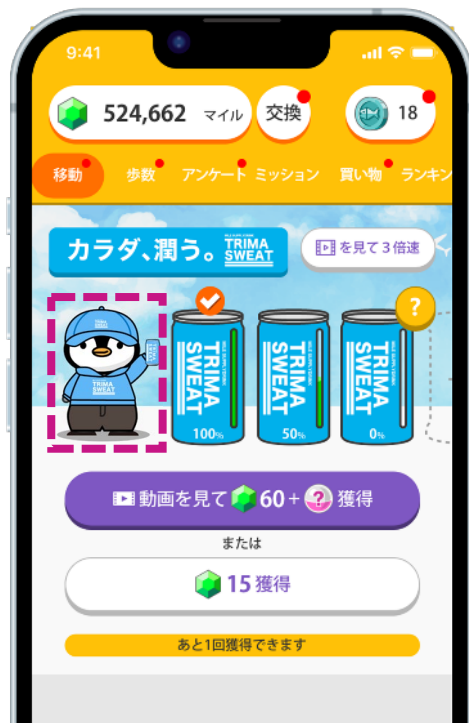 9:41
524,662 マイル
交換
18
移動 歩数 アンケート ミッション 買い物 ランキン
カラダ、潤う。
TRIMA
SWEAT
を見て3倍速
?
TRIMA
SWEAT
TRIMA
SWEAT
100%
TRIMA
SWEAT
50%
TRIMA
SWEAT
0%
動画を見て 60 + ? 獲得
または
15 獲得
あと1回獲得できます